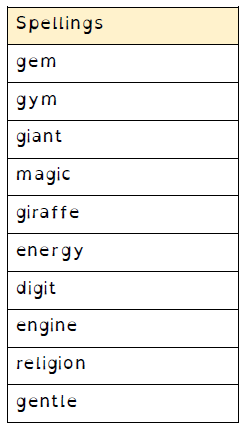 Spellings
gem
gym
giant
magic
giraffe
energy
digit
engine
religion
gentle